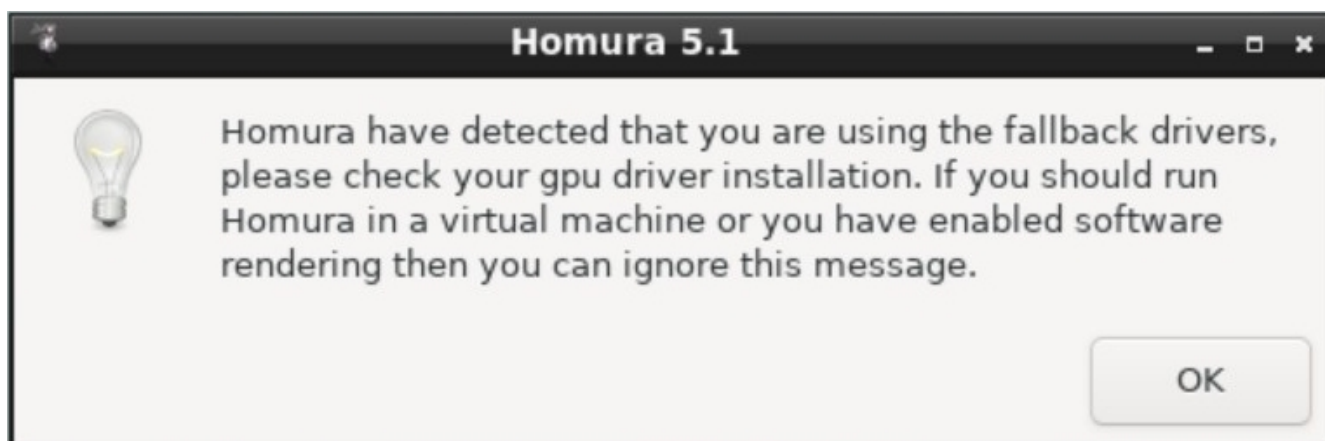 Homura 5.1
Homura have detected that you are using the fallback drivers,
please check your gpu driver installation. If you should run
Homura in a virtual machine or you have enabled software
rendering then you can ignore this message.
OK